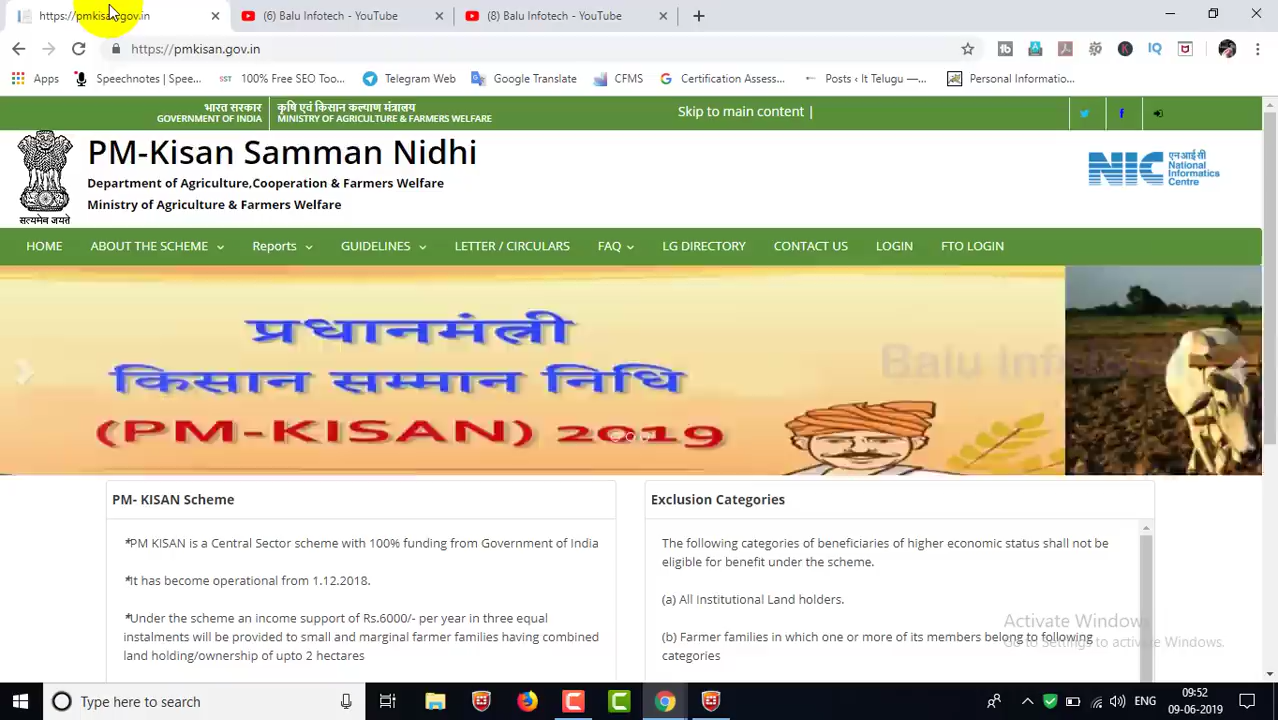 https://pmkisan.gov.in
(6) Balu Infotech - YouTube
(8) Balu Infotech - YouTube
https://pmkisan.gov.in
Apps
Speechnotes | Spee...
100% Free SEO Too...
Telegram Web
Google Translate
CFMS
Certification Assess...
Posts ‹ It Telugu —...
Personal Informatio...
भारत सरकार
GOVERNMENT OF INDIA
कृषि एवं किसान कल्याण मंत्रालय
MINISTRY OF AGRICULTURE & FARMERS WELFARE
Skip to main content |
PM-Kisan Samman Nidhi
Department of Agriculture,Cooperation & Farmers Welfare
Ministry of Agriculture & Farmers Welfare
सत्यमेव जयते
NIC
एन आई सी
National
Informatics
Centre
HOME
ABOUT THE SCHEME
Reports
GUIDELINES
LETTER / CIRCULARS
FAQ
LG DIRECTORY
CONTACT US
LOGIN
FTO LOGIN
प्रधानमंत्री
किसान सम्मान निधि
(PM-KISAN) 2019
Balu Infotech
PM- KISAN Scheme
*PM KISAN is a Central Sector scheme with 100% funding from Government of India
*It has become operational from 1.12.2018.
*Under the scheme an income support of Rs.6000/- per year in three equal
instalments will be provided to small and marginal farmer families having combined
land holding/ownership of upto 2 hectares
Exclusion Categories
The following categories of beneficiaries of higher economic status shall not be
eligible for benefit under the scheme.
(a) All Institutional Land holders.
(b) Farmer families in which one or more of its members belong to following
categories
Activate Windows
Go to Settings to activate Windows.
Type here to search
ENG
09:52
09-06-2019